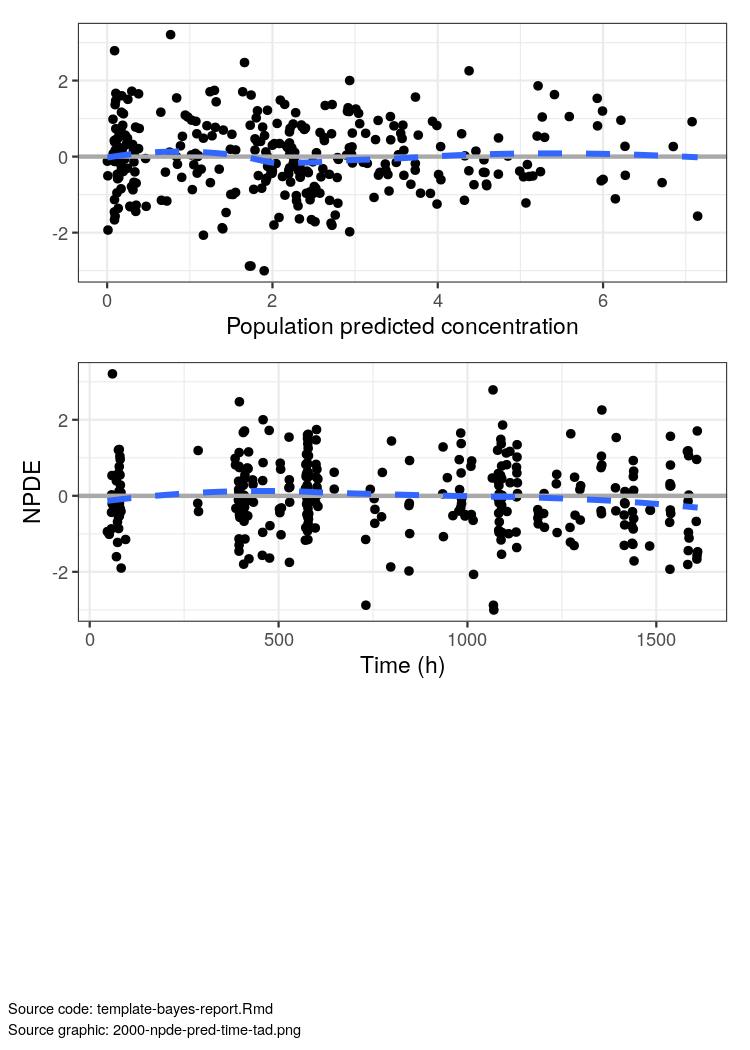 2
0
-2
0 2 4 6
Population predicted concentration
2
0
-2
NPDE
0 500 1000 1500
Time (h)
Source code: template-bayes-report.Rmd
Source graphic: 2000-npde-pred-time-tad.png